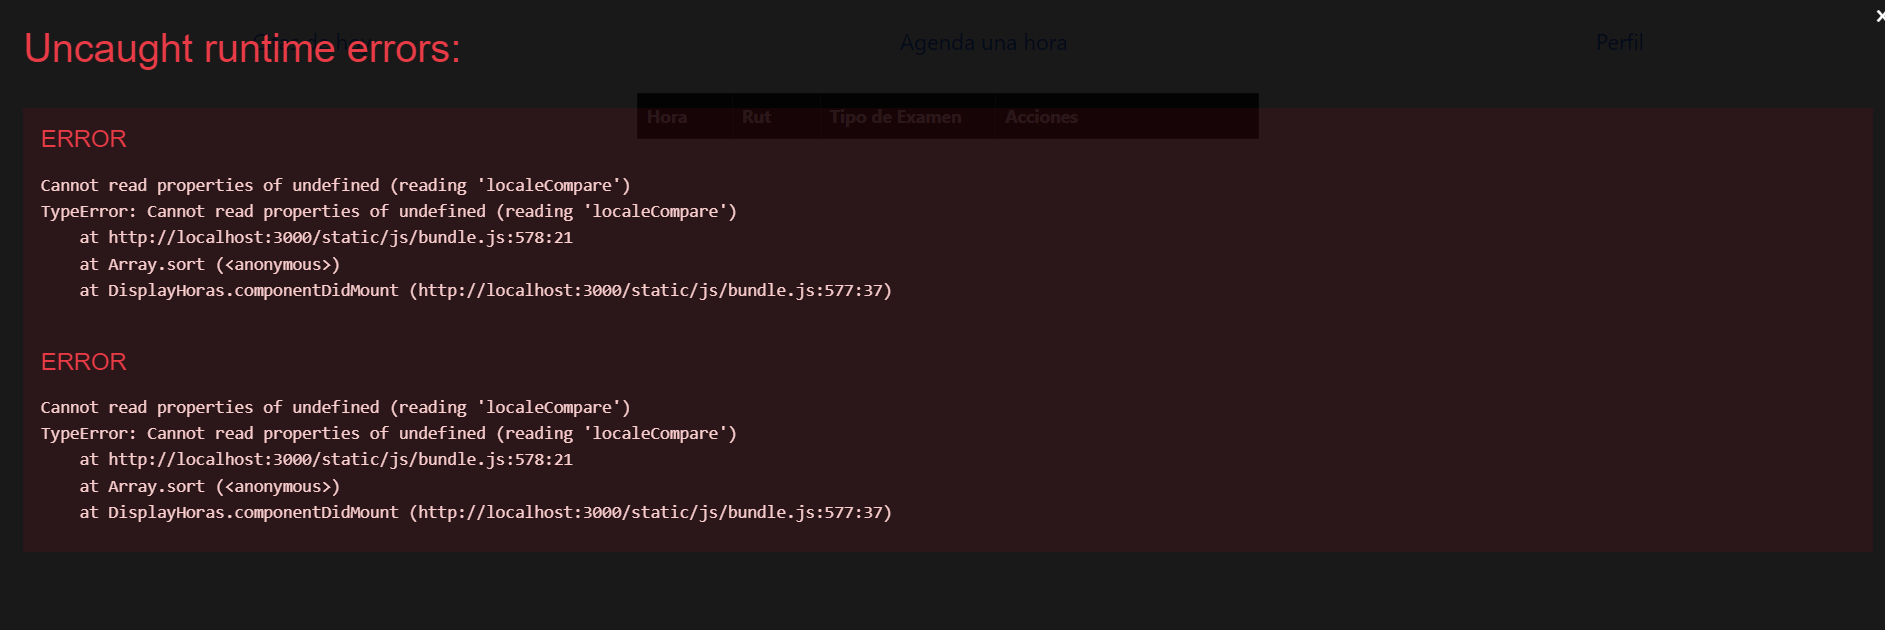 Uncaught runtime errors:
Agenda una hora
Perfil
Hora Rut Tipo de Examen Acciones
ERROR
Cannot read properties of undefined (reading 'localeCompare')
TypeError: Cannot read properties of undefined (reading 'localeCompare')
at http://localhost:3000/static/js/bundle.js:578:21
at Array.sort (<anonymous>)
at DisplayHoras.componentDidMount (http://localhost:3000/static/js/bundle.js:577:37)
ERROR
Cannot read properties of undefined (reading 'localeCompare')
TypeError: Cannot read properties of undefined (reading 'localeCompare')
at http://localhost:3000/static/js/bundle.js:578:21
at Array.sort (<anonymous>)
at DisplayHoras.componentDidMount (http://localhost:3000/static/js/bundle.js:577:37)